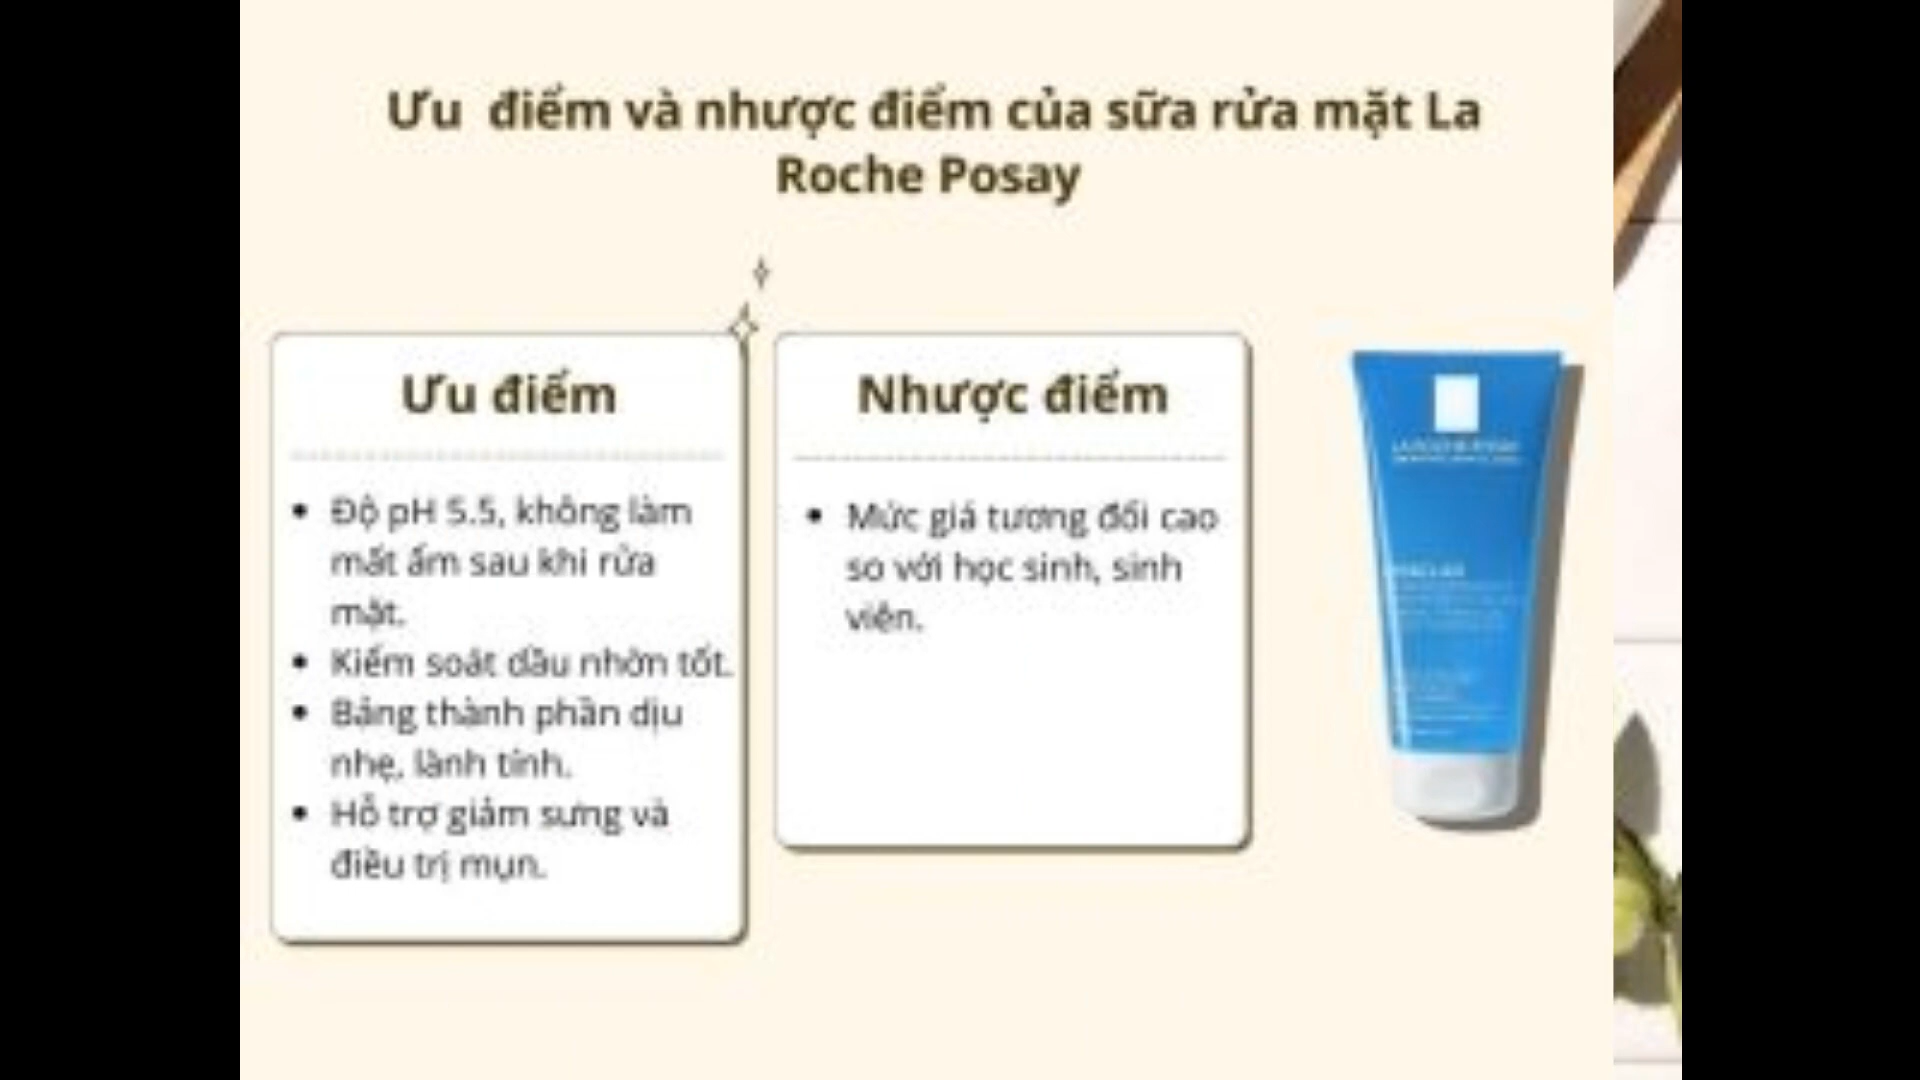 Ưu điểm và nhược điểm của sữa rửa mặt La
Roche Posay
Ưu điểm
• Độ pH 5.5, không làm
mất ẩm sau khi rửa
mặt.
• Kiểm soát dầu nhờn tốt.
• Bảng thành phần dịu
nhẹ, lành tính.
• Hỗ trợ giảm sưng và
điều trị mụn.
Nhược điểm
• Mức giá tương đối cao
so với học sinh, sinh
viên.
LA ROCHE-POSAY